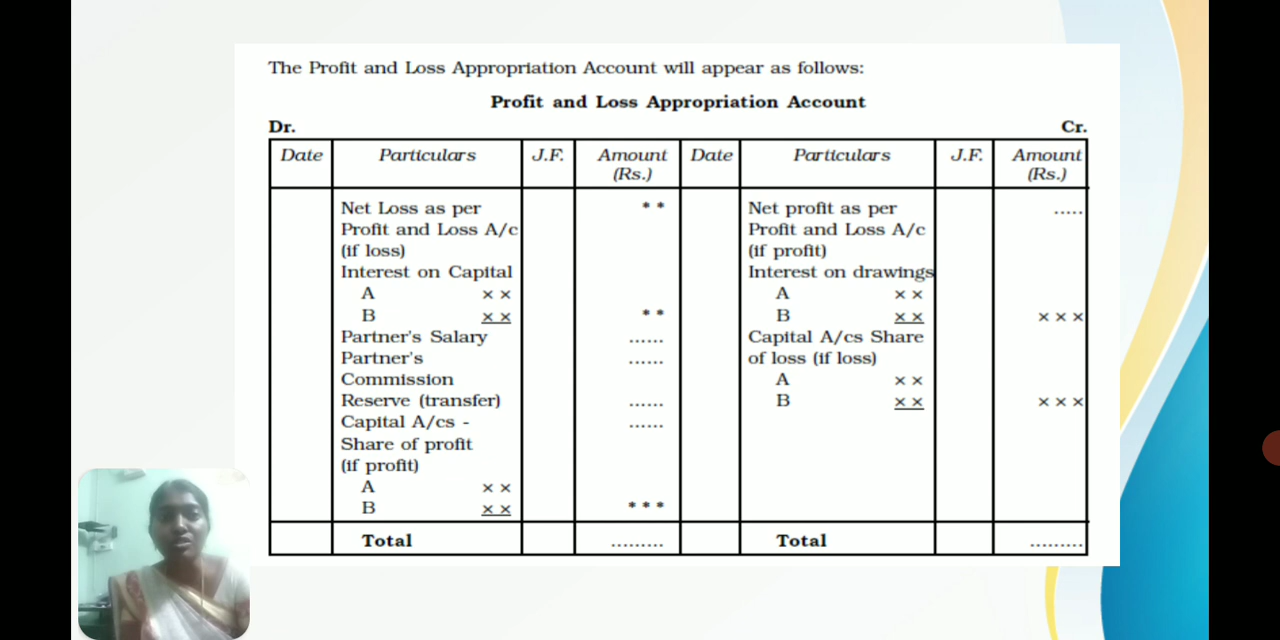 The Profit and Loss Appropriation Account will appear as follows:
Profit and Loss Appropriation Account
Dr. Cr.
Date Particulars J.F. Amount Date Particulars J.F. Amount
(Rs.) (Rs.)
Net Loss as per * * Net profit as per .....
Profit and Loss A/c Profit and Loss A/c
(if loss) (if profit)
Interest on Capital Interest on drawings
A × × A × ×
B × × * * B × × × × ×
Partner's Salary ...... Capital A/cs Share
Partner's ...... of loss (if loss)
Commission A × ×
Reserve (transfer) ...... B × × × × ×
Capital A/cs - ......
Share of profit
(if profit)
A × ×
B × × * * *
Total ......... Total .........